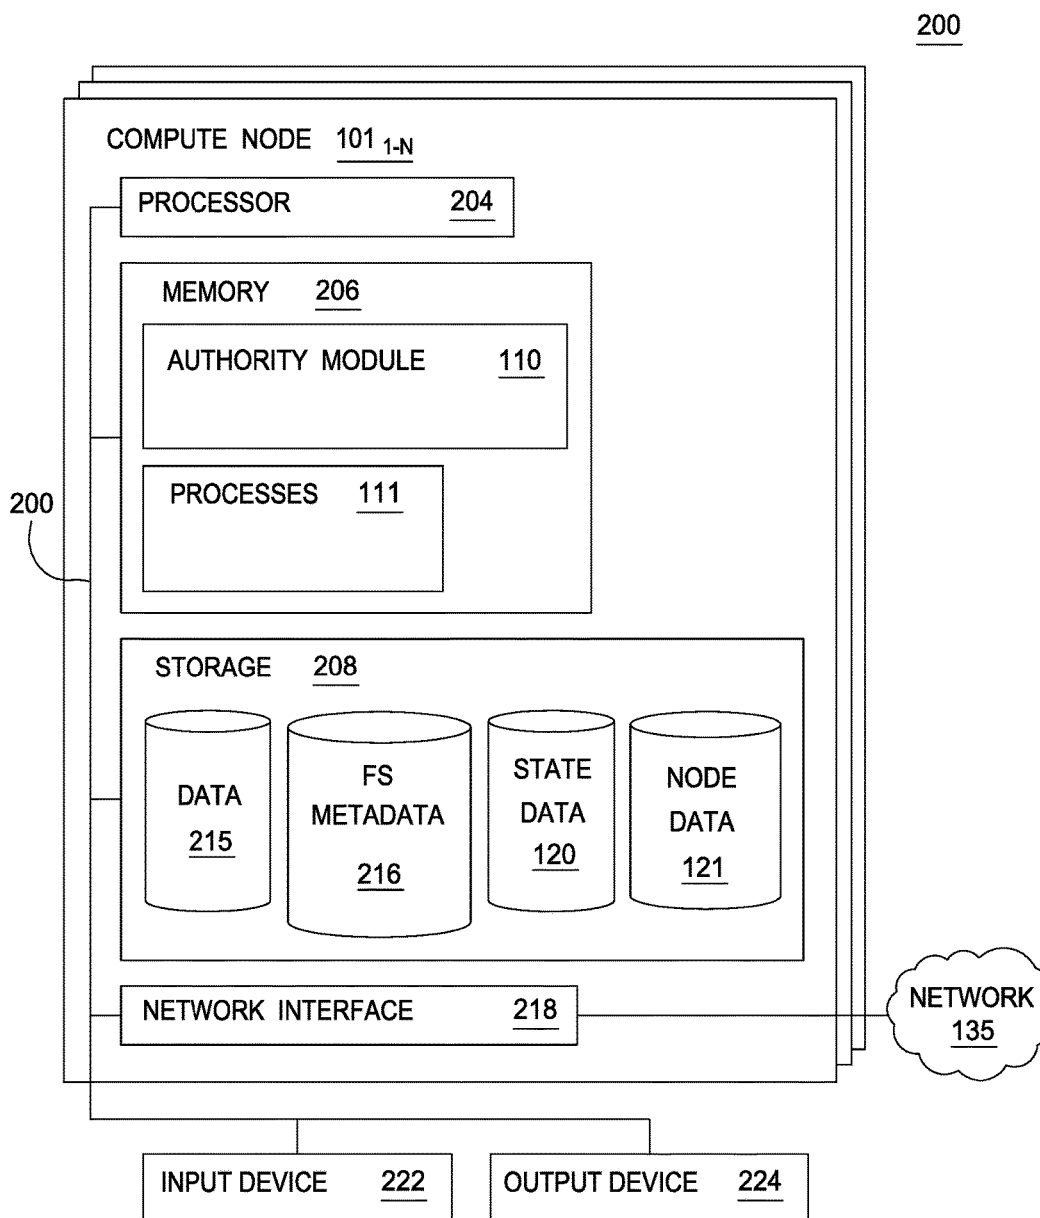 200
COMPUTE NODE 101 1-N
PROCESSOR 204
MEMORY 206
AUTHORITY MODULE 110
PROCESSES 111
200
STORAGE 208
DATA
215
FS
METADATA
216
STATE
DATA
120
NODE
DATA
121
NETWORK INTERFACE 218
NETWORK
135
INPUT DEVICE 222
OUTPUT DEVICE 224